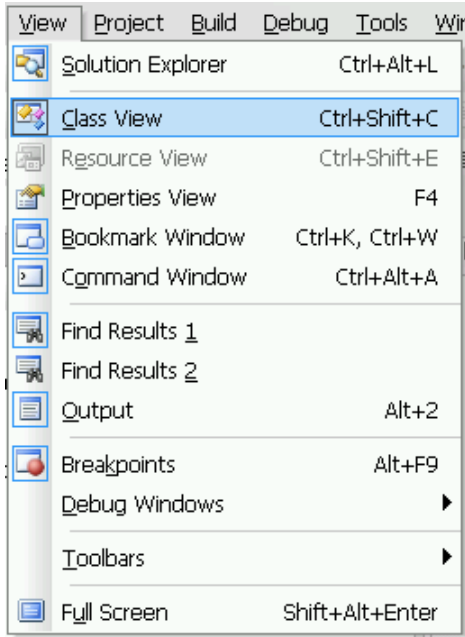 View Project Build Debug Tools
Solution Explorer Ctrl+Alt+L
Class View Ctrl+Shift+C
Resource View Ctrl+Shift+E
Properties View F4
Bookmark Window Ctrl+K, Ctrl+W
Command Window Ctrl+Alt+A
Find Results 1
Find Results 2
Output Alt+2
Breakpoints Alt+F9
Debug Windows
Toolbars
Full Screen Shift+Alt+Enter